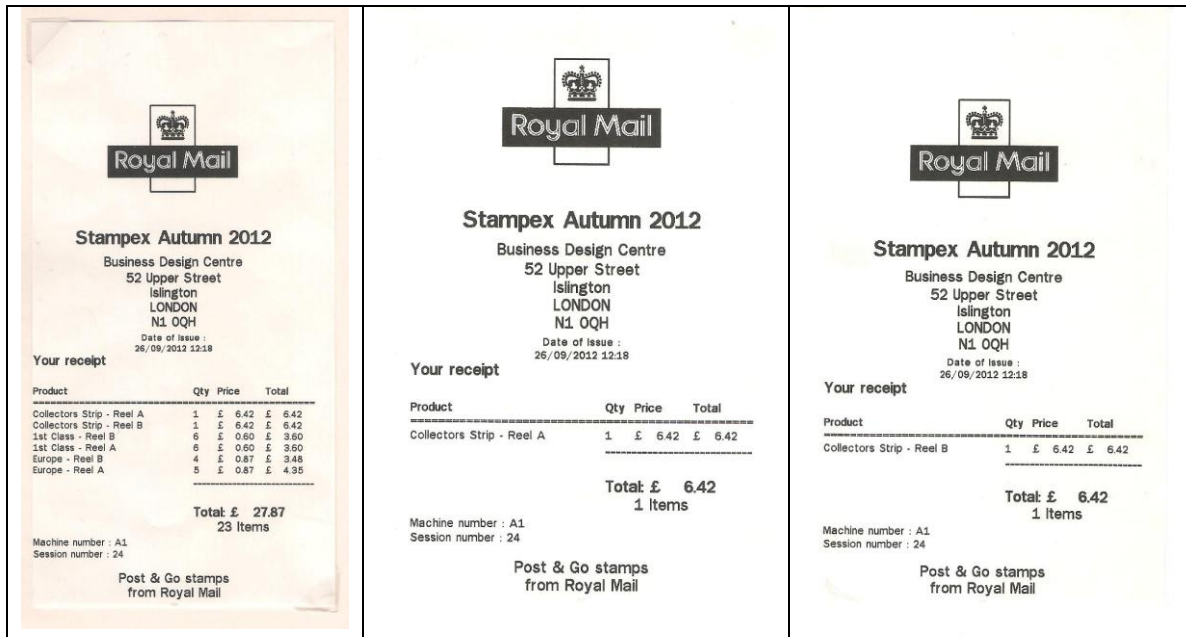 Royal Mail
Stampex Autumn 2012
Business Design Centre
52 Upper Street
Islington
LONDON
N1 0QH
Date of Issue :
26/09/2012 12:18
Your receipt
Product Qty Price Total
Collectors Strip - Reel A 1 £ 6.42 £ 6.42
Collectors Strip - Reel B 1 £ 6.42 £ 6.42
1st Class - Reel B 6 £ 0.60 £ 3.60
1st Class - Reel A 6 £ 0.60 £ 3.60
Europe - Reel B 4 £ 0.87 £ 3.48
Europe - Reel A 5 £ 0.87 £ 4.35
Total: £ 27.87
23 Items
Machine number : A1
Session number : 24
Post & Go stamps
from Royal Mail
Royal Mail
Stampex Autumn 2012
Business Design Centre
52 Upper Street
Islington
LONDON
N1 0QH
Date of Issue :
26/09/2012 12:18
Your receipt
Product Qty Price Total
Collectors Strip - Reel A 1 £ 6.42 £ 6.42
Total: £ 6.42
1 Items
Machine number : A1
Session number : 24
Post & Go stamps
from Royal Mail
Royal Mail
Stampex Autumn 2012
Business Design Centre
52 Upper Street
Islington
LONDON
N1 0QH
Date of Issue :
26/09/2012 12:18
Your receipt
Product Qty Price Total
Collectors Strip - Reel B 1 £ 6.42 £ 6.42
Total: £ 6.42
1 Items
Machine number : A1
Session number : 24
Post & Go stamps
from Royal Mail